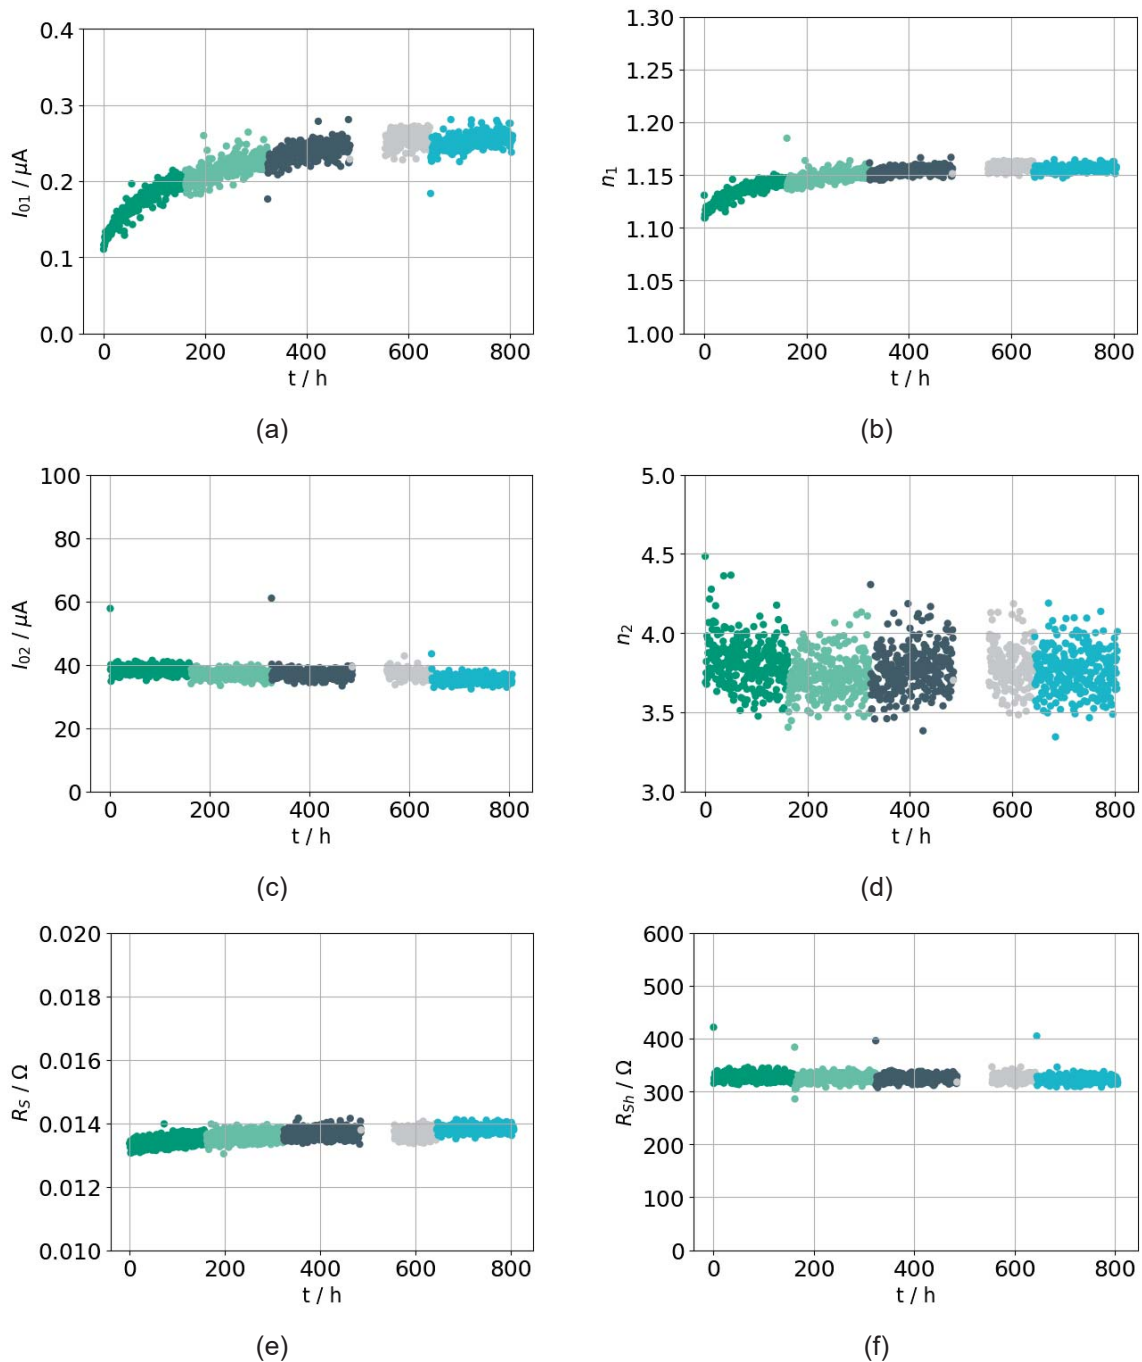 0.4
0.3
0.2
0.1
0.0
I01 / μA
0 200 400 600 800
t / h
(a)
1.30
1.25
1.20
1.15
1.10
1.05
1.00
n1
0 200 400 600 800
t / h
(b)
100
80
60
40
20
0
I02 / μA
0 200 400 600 800
t / h
(c)
5.0
4.5
4.0
3.5
3.0
n2
0 200 400 600 800
t / h
(d)
0.020
0.018
0.016
0.014
0.012
0.010
RS / Ω
0 200 400 600 800
t / h
(e)
600
500
400
300
200
100
0
RSh / Ω
0 200 400 600 800
t / h
(f)